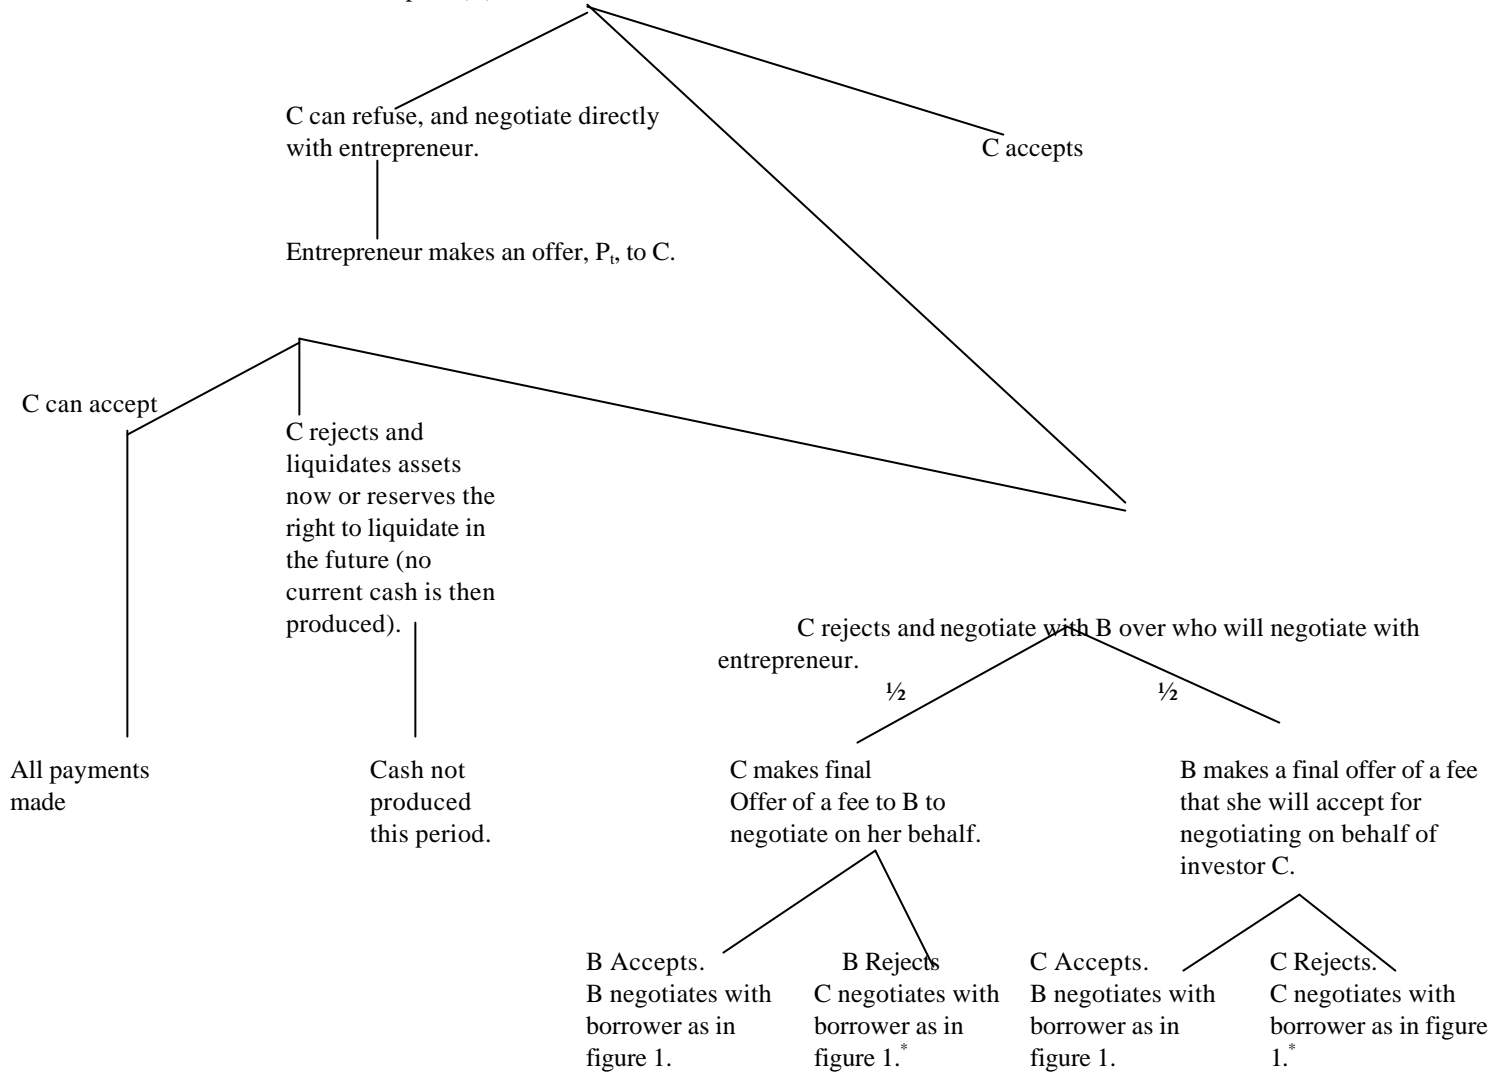 C can refuse, and negotiate directly
with entrepreneur.
C accepts
Entrepreneur makes an offer, Pt, to C.
C can accept
C rejects and
liquidates assets
now or reserves the
right to liquidate in
the future (no
current cash is then
produced).
C rejects and negotiate with B over who will negotiate with
entrepreneur.
½
½
All payments
made
Cash not
produced
this period.
C makes final
Offer of a fee to B to
negotiate on her behalf.
B makes a final offer of a fee
that she will accept for
negotiating on behalf of
investor C.
B Accepts.
B negotiates with
borrower as in
figure 1.
B Rejects
C negotiates with
borrower as in
figure 1.*
C Accepts.
B negotiates with
borrower as in
figure 1.
C Rejects.
C negotiates with
borrower as in figure
1.*